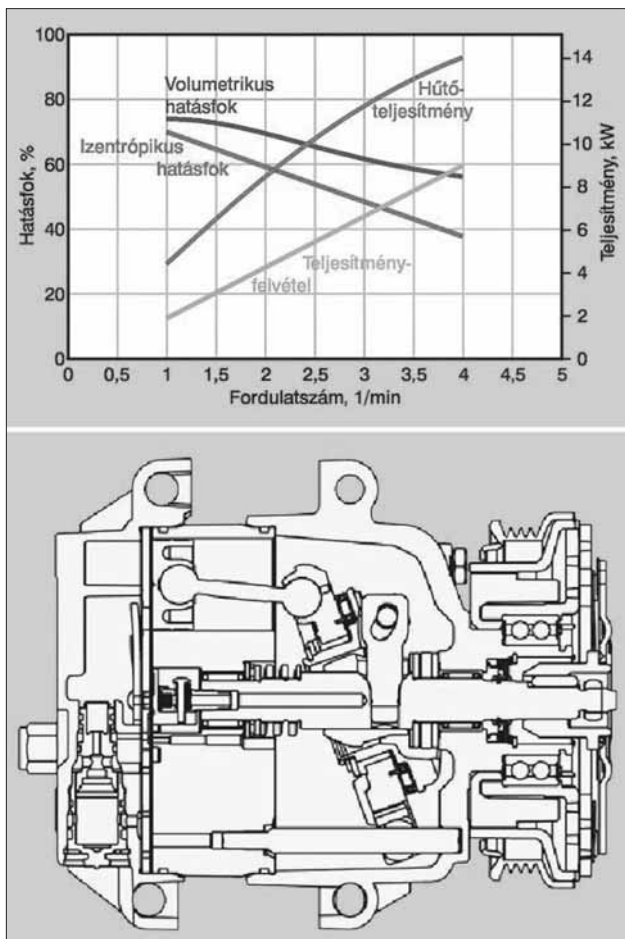 100
80
60
40
20
0
Hatásfok, %
14
12
10
8
6
4
2
0
Teljesítmény, kW
Volumetrikus
hatásfok
Izentrópikus
hatásfok
Hűtő-
teljesítmény
Teljesítmény-
felvétel
0 0,5 1 1,5 2 2,5 3 3,5 4 4,5 5
Fordulatszám, 1/min